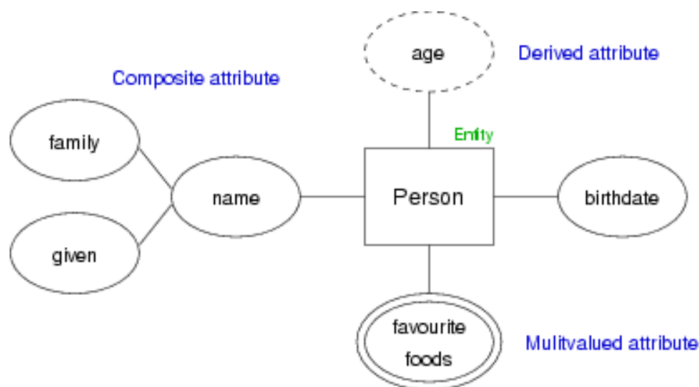 age
Derived attribute
Composite attribute
Entity
family
name
Person
birthdate
given
favourite
foods
Mulitvalued attribute